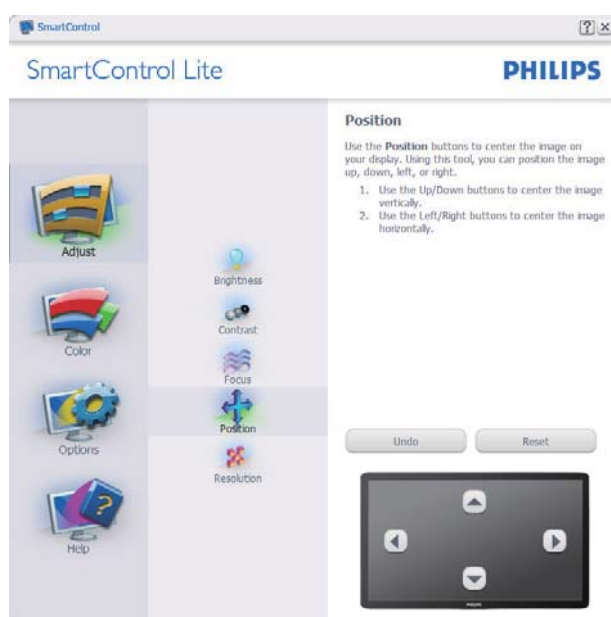 SmartControl
SmartControl Lite
PHILIPS
Adjust
Color
Options
Help
Brightness
Contrast
Focus
Position
Resolution
Position
Use the Position buttons to center the image on
your display. Using this tool, you can position the image
up, down, left, or right.
1. Use the Up/Down buttons to center the image
vertically.
2. Use the Left/Right buttons to center the image
horizontally.
Undo
Reset
PHILIPS